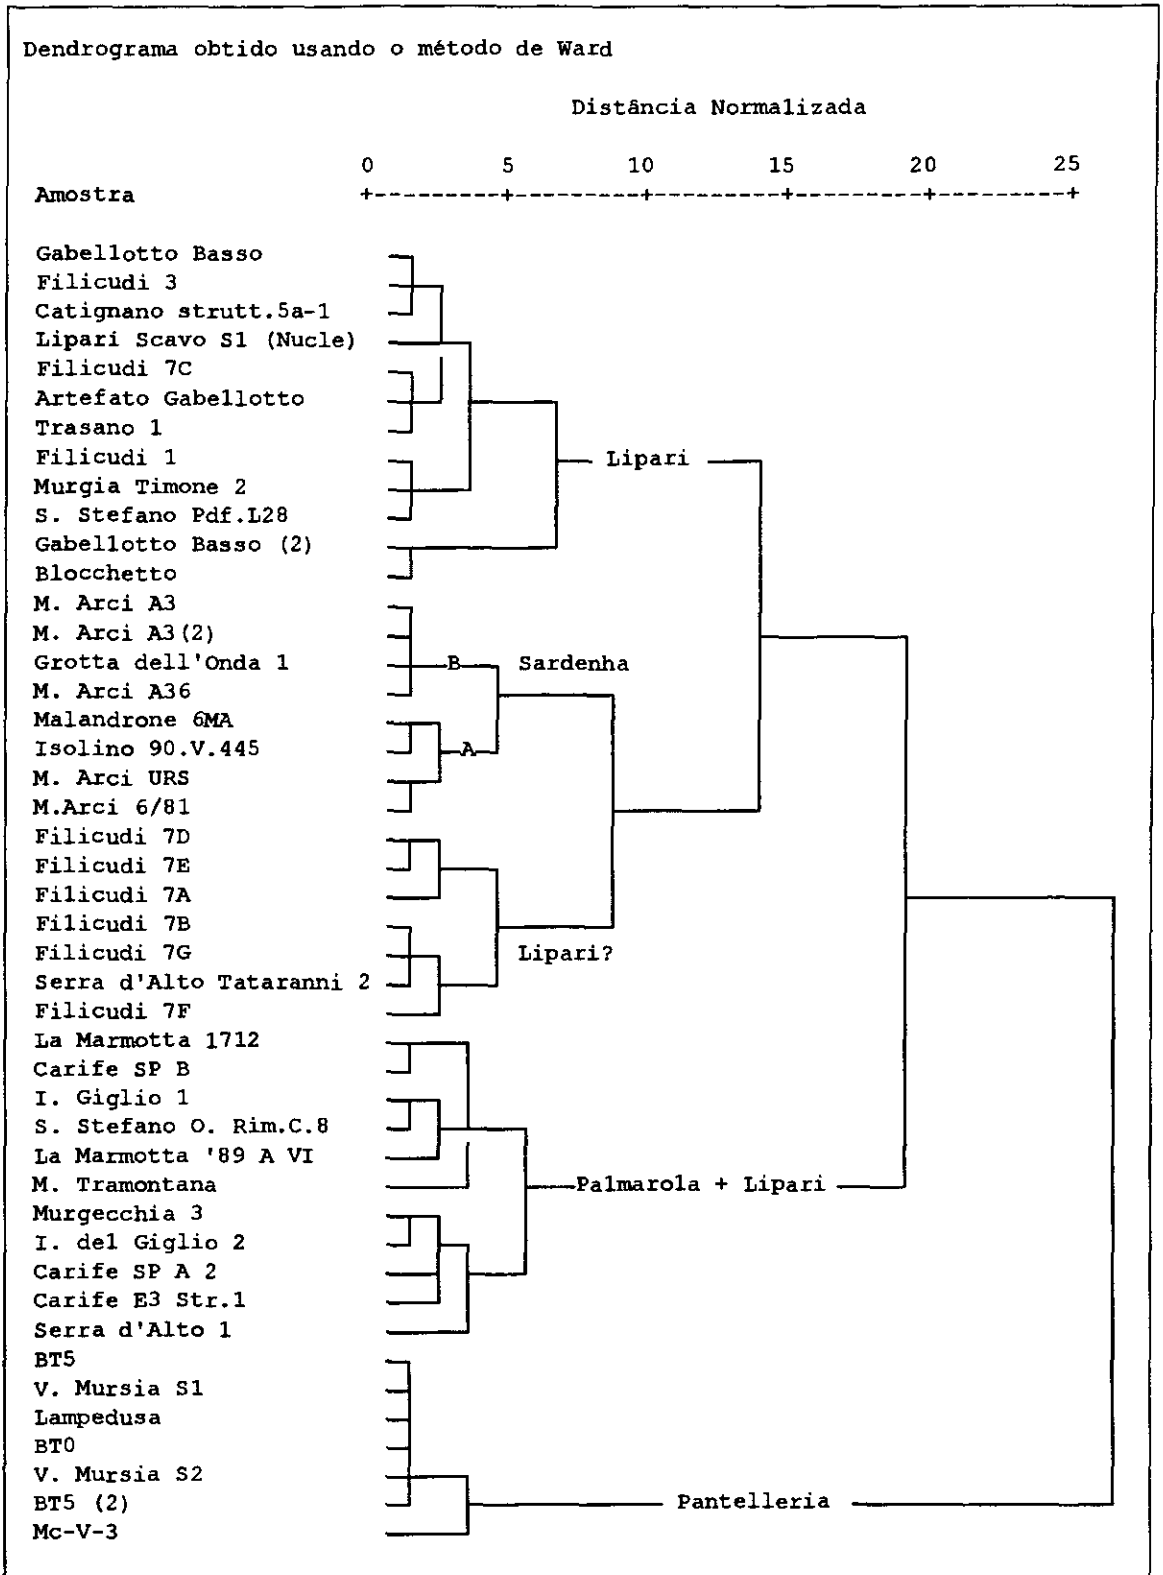 Dendrograma obtido usando o método de Ward
Distância Normalizada
0 5 10 15 20 25
Amostra +---------+---------+---------+---------+---------+
Gabellotto Basso
Filicudi 3
Catignano strutt.5a-1
Lipari Scavo S1 (Nucle)
Filicudi 7C
Artefato Gabellotto
Trasano 1
Filicudi 1
Lipari
Murgia Timone 2
S. Stefano Pdf.L28
Gabellotto Basso (2)
Blocchetto
M. Arci A3
M. Arci A3(2)
Grotta dell'Onda 1 B Sardenha
M. Arci A36
Malandrone 6MA
Isolino 90.V.445 A
M. Arci URS
M.Arci 6/81
Filicudi 7D
Filicudi 7E
Filicudi 7A
Filicudi 7B
Filicudi 7G Lipari?
Serra d'Alto Tataranni 2
Filicudi 7F
La Marmotta 1712
Carife SP B
I. Giglio 1
S. Stefano O. Rim.C.8
La Marmotta '89 A VI
M. Tramontana Palmarola + Lipari
Murgecchia 3
I. del Giglio 2
Carife SP A 2
Carife E3 Str.1
Serra d'Alto 1
BT5
V. Mursia S1
Lampedusa
BT0
V. Mursia S2
BT5 (2) Pantelleria
Mc-V-3